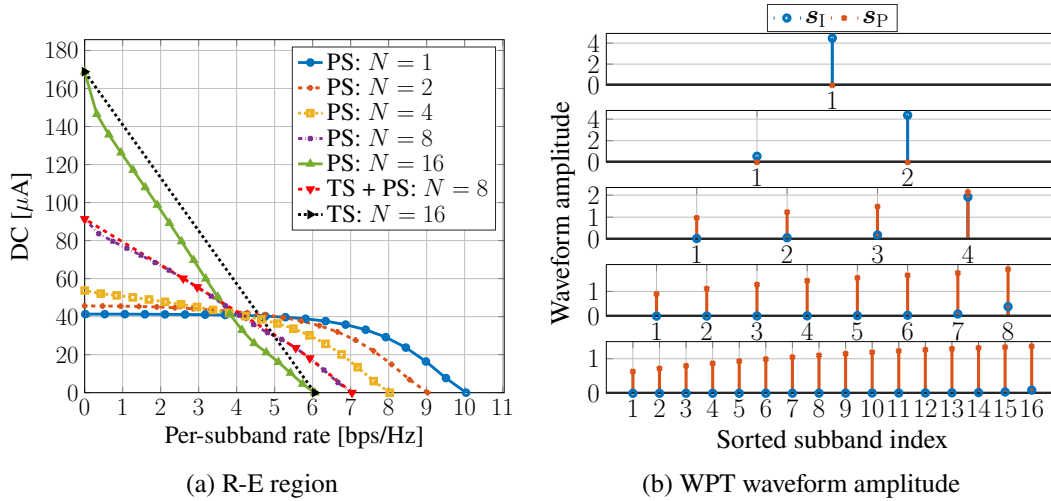 180
160
140
120
100
80
60
40
20
0
DC [μA]
0 1 2 3 4 5 6 7 8 9 10 11
Per-subband rate [bps/Hz]
PS: N = 1
PS: N = 2
PS: N = 4
PS: N = 8
PS: N = 16
TS + PS: N = 8
TS: N = 16
(a) R-E region
s_I s_P
Waveform amplitude
4
2
0
1
4
2
0
1 2
2
1
0
1 2 3 4
1
0
1 2 3 4 5 6 7 8
1
0
1 2 3 4 5 6 7 8 9 10 11 12 13 14 15 16
Sorted subband index
(b) WPT waveform amplitude